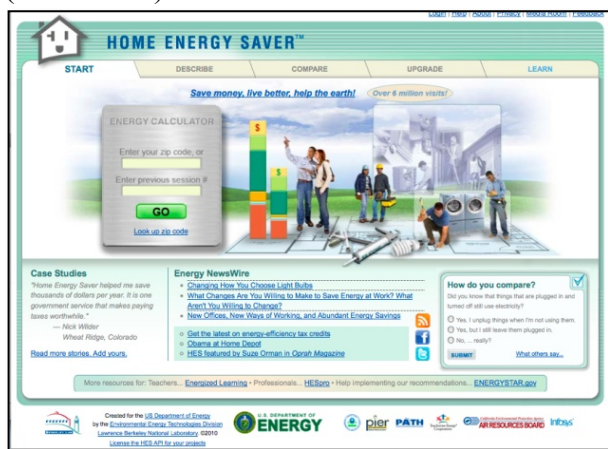 Login | Help | About | Privacy | Media Room | Feedback
HOME ENERGY SAVER™
START DESCRIBE COMPARE UPGRADE LEARN
Save money, live better, help the earth! Over 6 million visits!
ENERGY CALCULATOR
Enter your zip code, or
Enter previous session #
GO
Look up zip code
$
$
Case Studies
"Home Energy Saver helped me save
thousands of dollars per year. It is one
government service that makes paying
taxes worthwhile."
— Nick Wilder
Wheat Ridge, Colorado
Read more stories. Add yours.
Energy NewsWire
Changing How You Choose Light Bulbs
What Changes Are You Willing to Make to Save Energy at Work? What
Aren't You Willing to Change?
New Offices, New Ways of Working, and Abundant Energy Savings
Get the latest on energy-efficiency tax credits
Obama at Home Depot
HES featured by Suze Orman in Oprah Magazine
How do you compare?
Did you know that things that are plugged in and
turned off still use electricity?
Yes. I unplug things when I'm not using them.
Yes, but I still leave them plugged in.
No, ... really?
SUBMIT What others say...
More resources for: Teachers... Energized Learning • Professionals... HESpro • Help implementing our recommendations... ENERGYSTAR.gov
Created for the US Department of Energy
by the Environmental Energy Technologies Division
Lawrence Berkeley National Laboratory. ©2010
License the HES API for your projects
U.S. DEPARTMENT OF
ENERGY
pier
PATH
California Environmental Protection Agency
AIR RESOURCES BOARD
Infosys